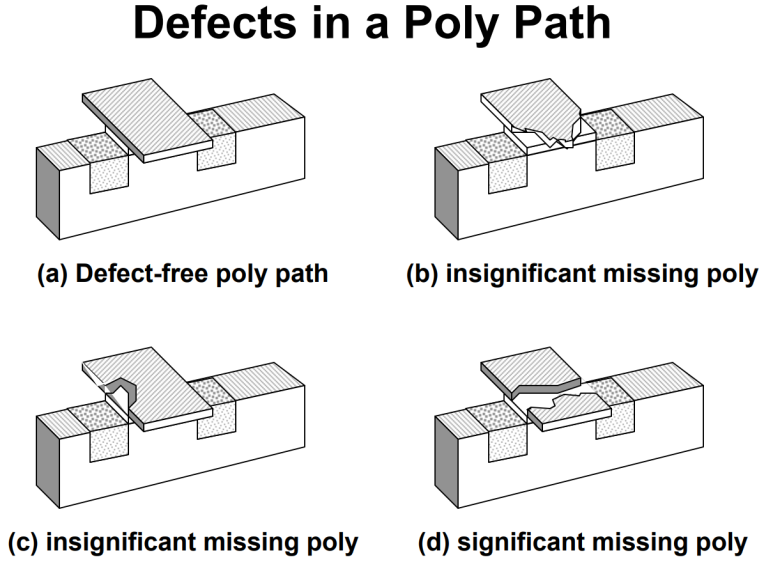 Defects in a Poly Path
(a) Defect-free poly path
(b) insignificant missing poly
(c) insignificant missing poly
(d) significant missing poly